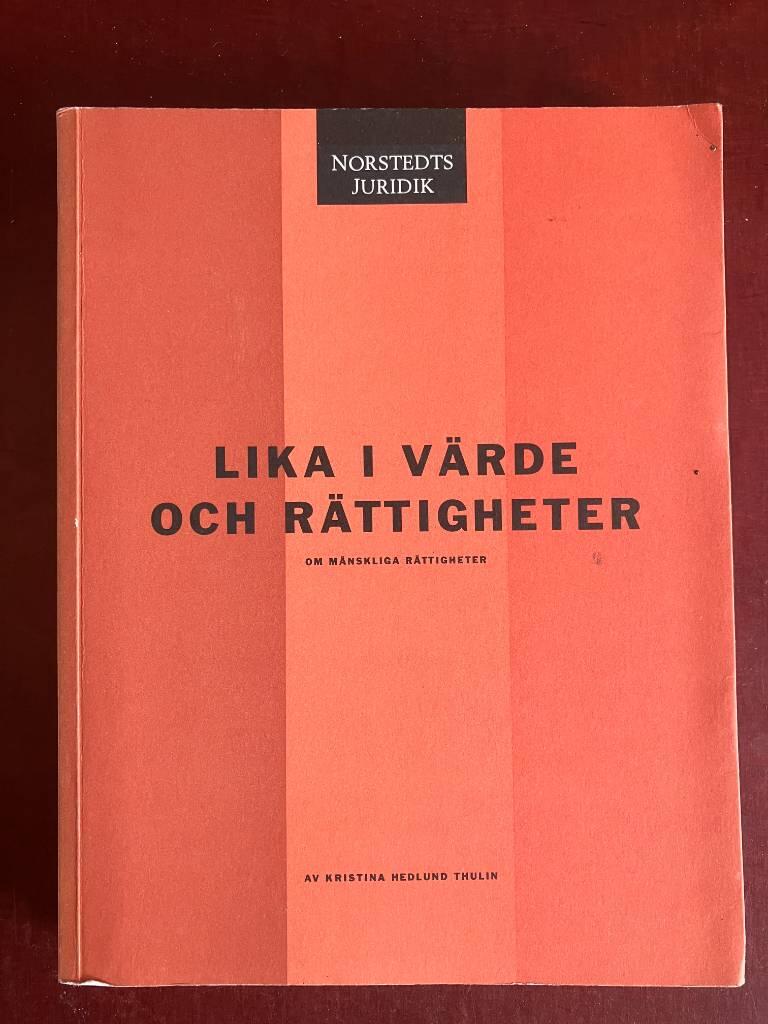 NORSTEDTS
JURIDIK
LIKA I VÄRDE
OCH RÄTTIGHETER
OM MÄNSKLIGA RÄTTIGHETER
AV KRISTINA HEDLUND THULIN